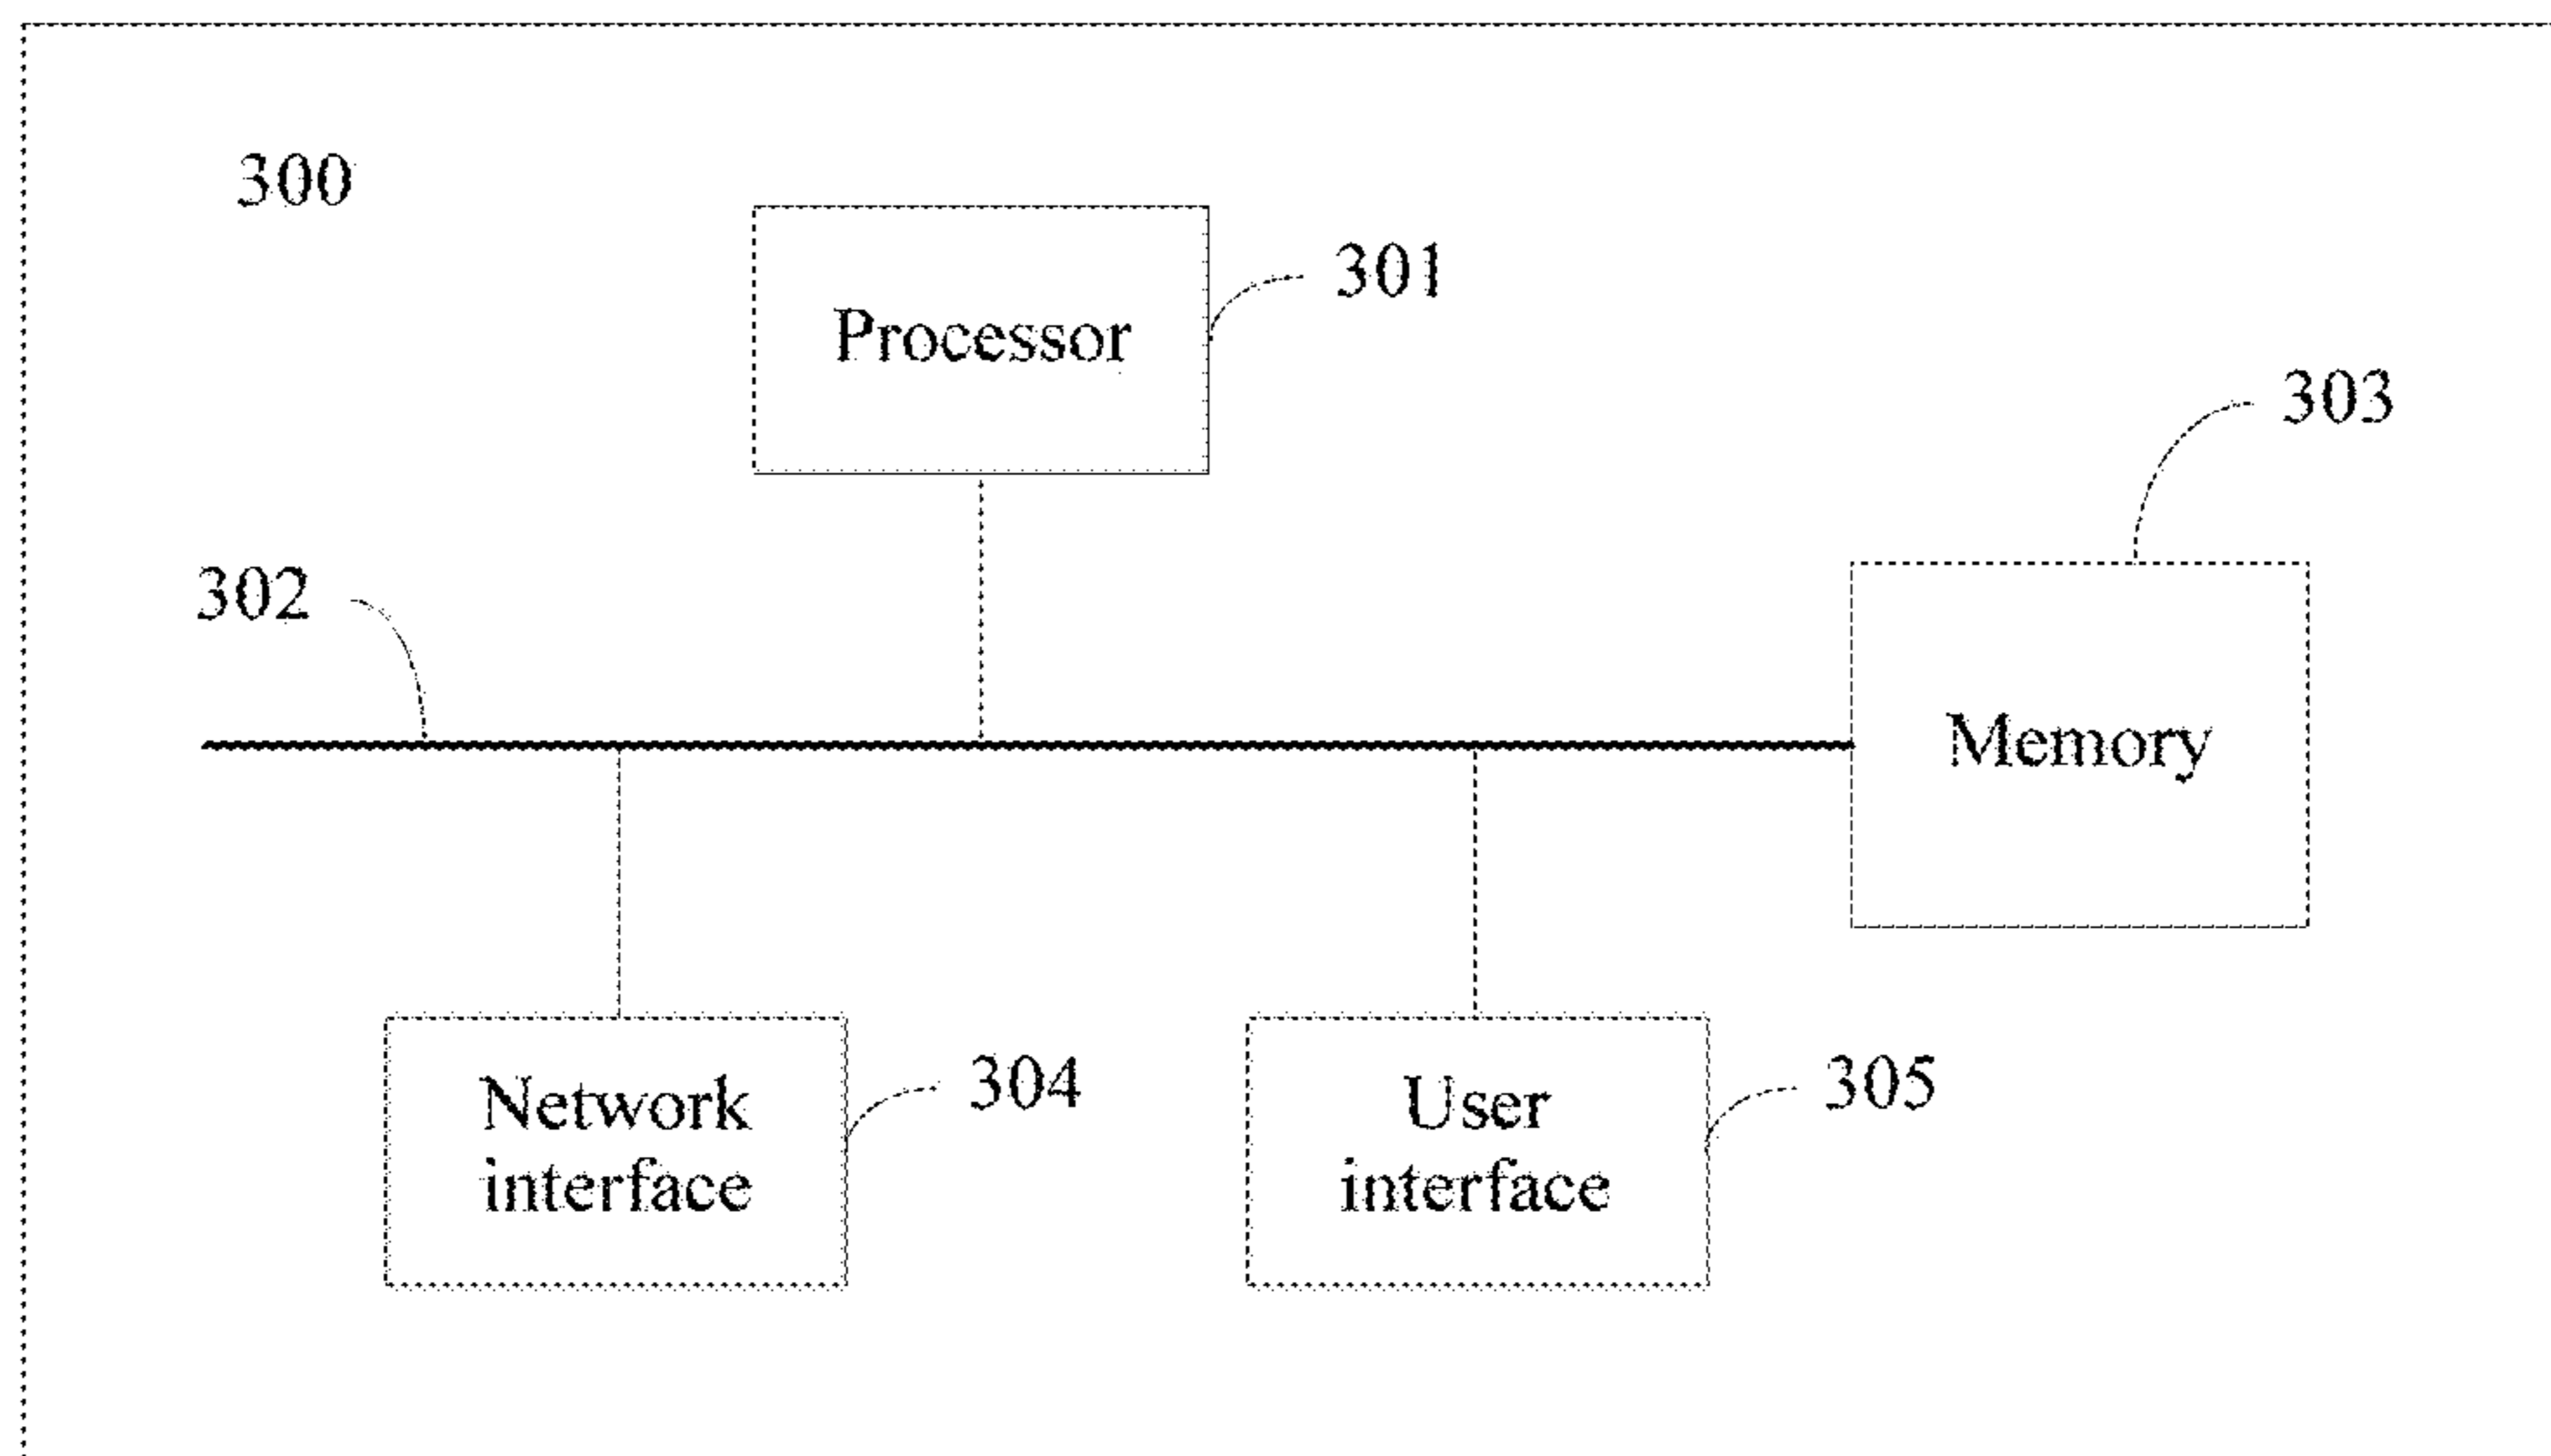 300
301
Processor
303
302
Memory
Network
interface
304
User
interface
305